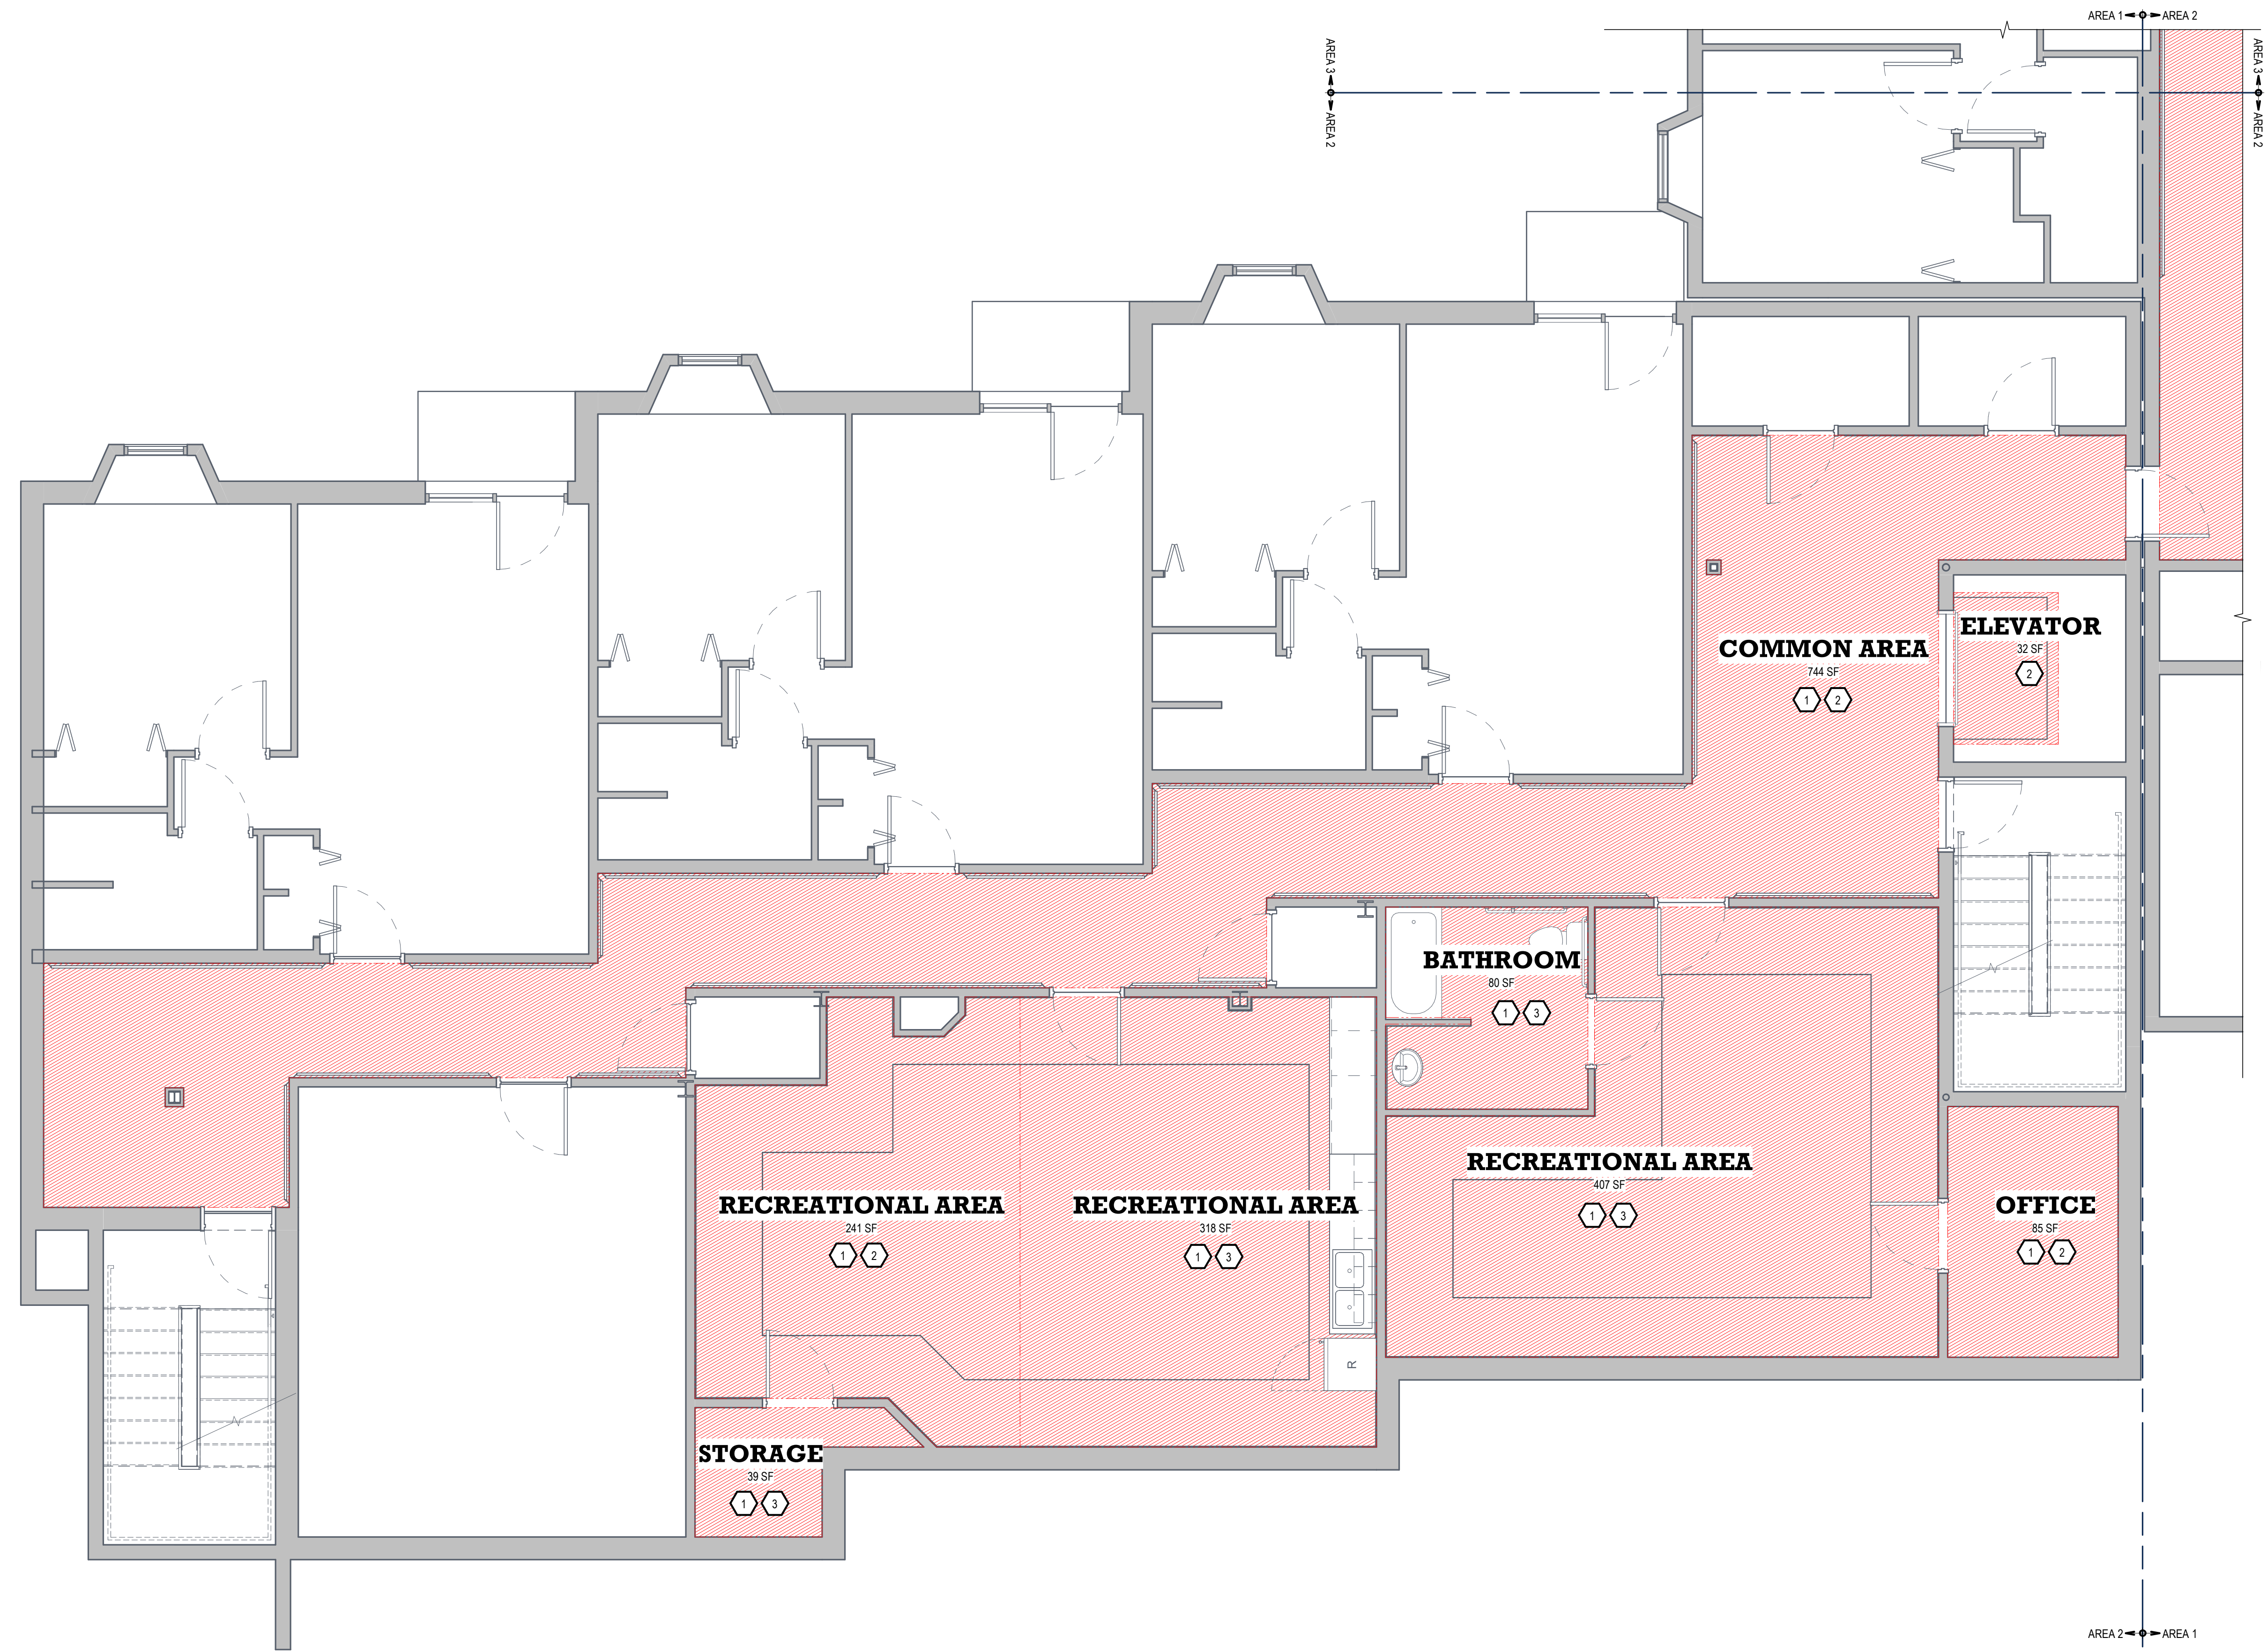 AREA 1 AREA 2
AREA 3 AREA 2
AREA 3 AREA 2
COMMON AREA
744 SF
1 2
ELEVATOR
32 SF
2
BATHROOM
80 SF
1 3
RECREATIONAL AREA
407 SF
1 3
RECREATIONAL AREA
241 SF
1 2
RECREATIONAL AREA
318 SF
1 3
OFFICE
85 SF
1 2
R
STORAGE
39 SF
1 3
AREA 2 AREA 1